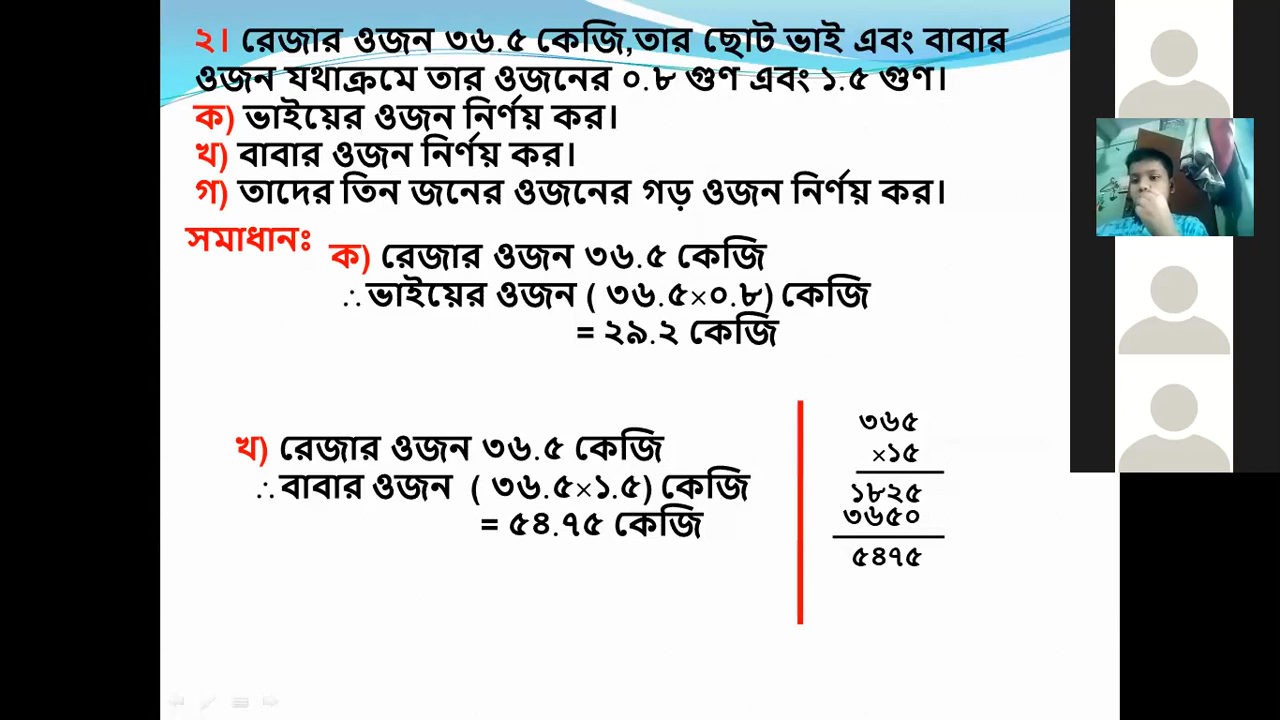 ২। রেজার ওজন ৩৬.৫ কেজি,তার ছোট ভাই এবং বাবার
ওজন যথাক্রমে তার ওজনের ০.৮ গুণ এবং ১.৫ গুণ।
ক) ভাইয়ের ওজন নির্ণয় কর।
খ) বাবার ওজন নির্ণয় কর।
গ) তাদের তিন জনের ওজনের গড় ওজন নির্ণয় কর।
সমাধানঃ
ক) রেজার ওজন ৩৬.৫ কেজি
∴ ভাইয়ের ওজন ( ৩৬.৫×০.৮) কেজি
= ২৯.২ কেজি
খ) রেজার ওজন ৩৬.৫ কেজি
∴ বাবার ওজন ( ৩৬.৫×১.৫) কেজি
= ৫৪.৭৫ কেজি
৩৬৫
×১৫
১৮২৫
৩৬৫০
৫৪৭৫